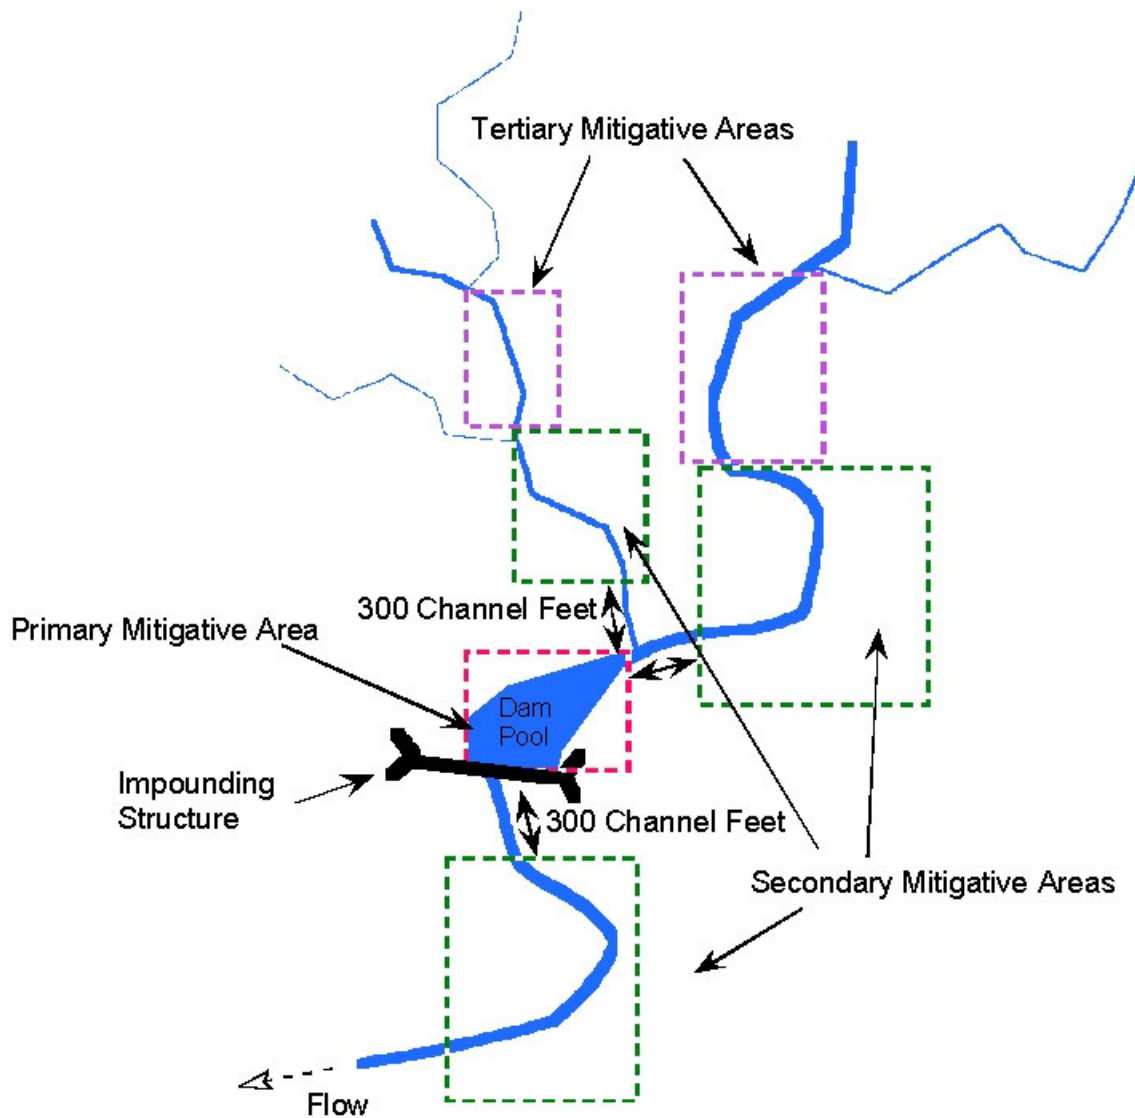 Tertiary Mitigative Areas
300 Channel Feet
Primary Mitigative Area
Dam
Pool
Impounding
Structure
300 Channel Feet
Secondary Mitigative Areas
Flow